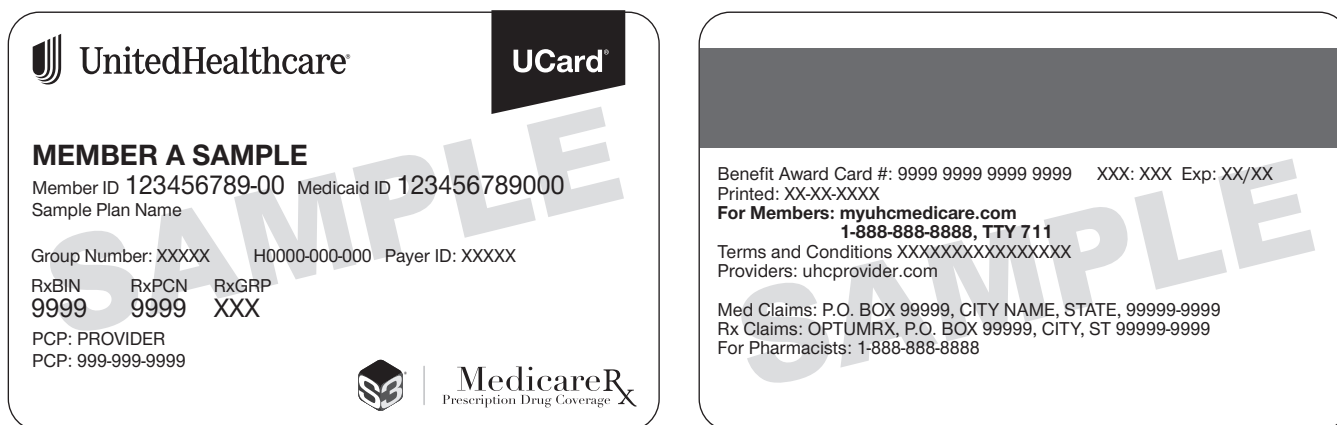 UnitedHealthcare®
UCard®
SAMPLE
MEMBER A SAMPLE
Member ID 123456789-00 Medicaid ID 123456789000
Sample Plan Name
Group Number: XXXXX H0000-000-000 Payer ID: XXXXX
RxBIN RxPCN RxGRP
9999 9999 XXX
PCP: PROVIDER
PCP: 999-999-9999
S3 MedicareRx
Prescription Drug Coverage
SAMPLE
Benefit Award Card #: 9999 9999 9999 9999 XXX: XXX Exp: XX/XX
Printed: XX-XX-XXXX
For Members: myuhcmedicare.com
1-888-888-8888, TTY 711
Terms and Conditions XXXXXXXXXXXXXXXX
Providers: uhcprovider.com
Med Claims: P.O. BOX 99999, CITY NAME, STATE, 99999-9999
Rx Claims: OPTUMRX, P.O. BOX 99999, CITY, ST 99999-9999
For Pharmacists: 1-888-888-8888